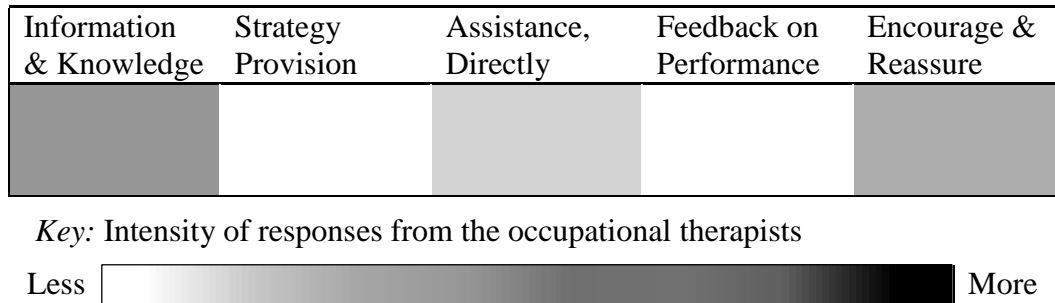 Information Strategy Assistance, Feedback on Encourage &
& Knowledge Provision Directly Performance Reassure
Key: Intensity of responses from the occupational therapists
Less More